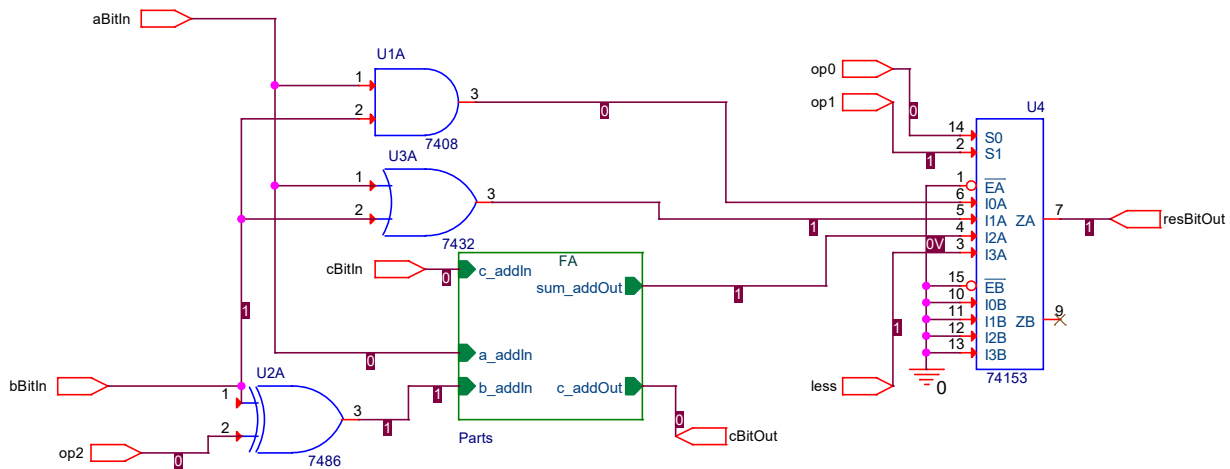 aBitIn
U1A
1
2
3
7408
0
op0
op1
0
1
U4
14
S0
2
S1
1
EA
6
I0A
5
I1A
ZA
7
4
I2A
3
I3A
15
EB
10
I0B
11
I1B
ZB
9
12
I2B
13
I3B
74153
1
resBitOut
U3A
1
2
3
7432
1
0V
cBitIn
0
FA
c_addIn
sum_addOut
1
a_addIn
0
b_addIn
1
c_addOut
0
Parts
cBitOut
less
1
0
1
bBitIn
U2A
1
2
3
1
7486
op2
0